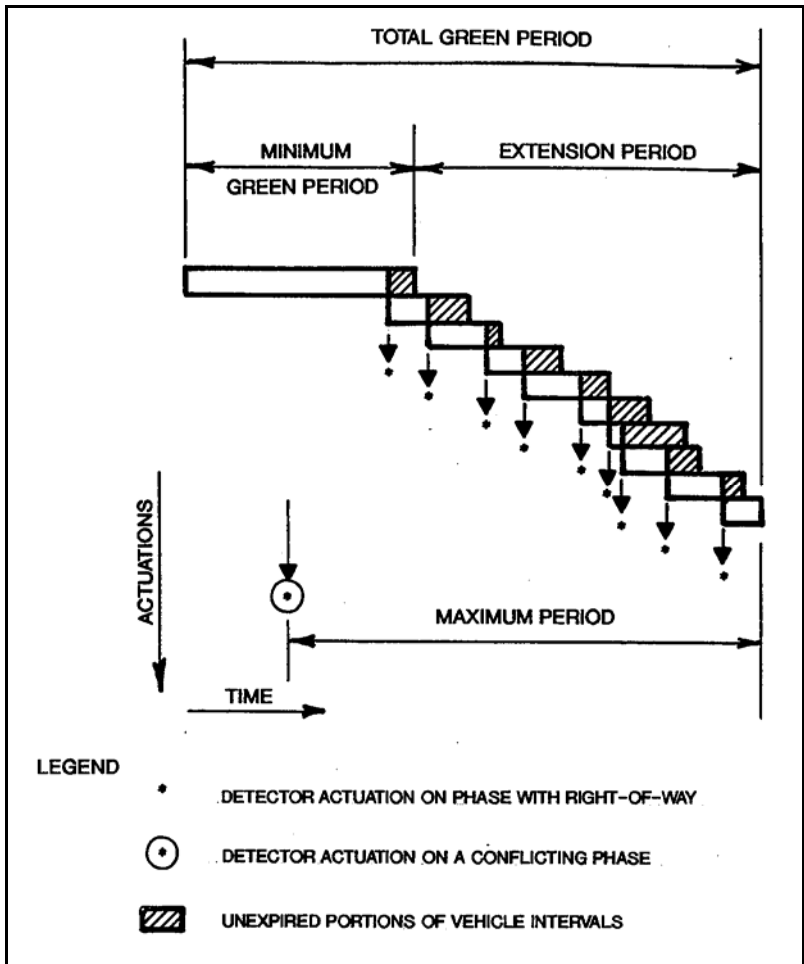 TOTAL GREEN PERIOD
MINIMUM
GREEN PERIOD
EXTENSION PERIOD
ACTUATIONS
MAXIMUM PERIOD
TIME
LEGEND
* DETECTOR ACTUATION ON PHASE WITH RIGHT-OF-WAY
* DETECTOR ACTUATION ON A CONFLICTING PHASE
UNEXPIRED PORTIONS OF VEHICLE INTERVALS